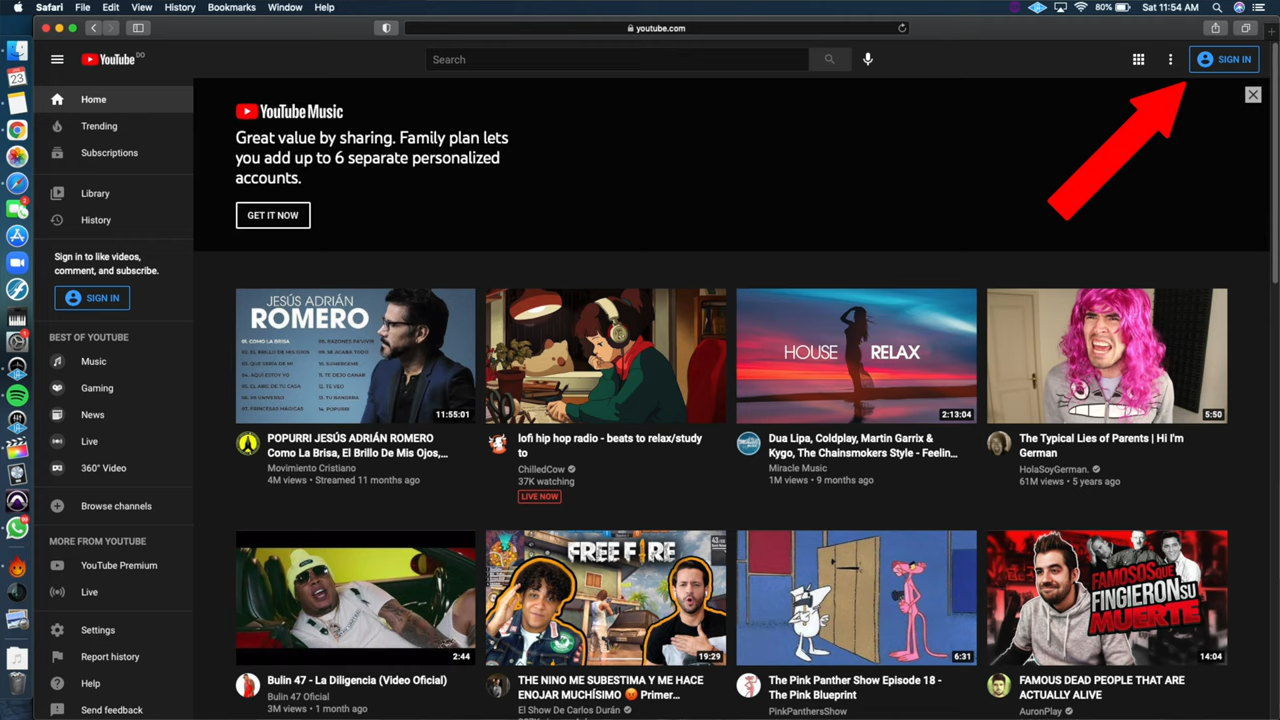 Safari File Edit View History Bookmarks Window Help
80% Sat 11:54 AM
youtube.com
YouTube DO
Search
SIGN IN
Home
Trending
Subscriptions
Library
History
Sign in to like videos,
comment, and subscribe.
SIGN IN
BEST OF YOUTUBE
Music
Gaming
News
Live
360° Video
Browse channels
MORE FROM YOUTUBE
YouTube Premium
Live
Settings
Report history
Help
Send feedback
YouTube Music
Great value by sharing. Family plan lets
you add up to 6 separate personalized
accounts.
GET IT NOW
JESÚS ADRIÁN
ROMERO
01. COMO LA BRISA
11:55:01
POPURRI JESÚS ADRIÁN ROMERO
Como La Brisa, El Brillo De Mis Ojos,...
Movimiento Cristiano
4M views • Streamed 11 months ago
lofi hip hop radio - beats to relax/study
to
ChilledCow
37K watching
LIVE NOW
HOUSE RELAX
2:13:04
Dua Lipa, Coldplay, Martin Garrix &
Kygo, The Chainsmokers Style - Feelin...
Miracle Music
1M views • 9 months ago
5:50
The Typical Lies of Parents | Hi I'm
German
HolaSoyGerman.
61M views • 5 years ago
2:44
Bulin 47 - La Diligencia (Video Oficial)
Bulin 47 Oficial
3M views • 1 month ago
FREE FIRE
19:29
THE NINO ME SUBESTIMA Y ME HACE
ENOJAR MUCHÍSIMO 😡 Primer...
El Show De Carlos Durán
6:31
The Pink Panther Show Episode 18 -
The Pink Blueprint
PinkPanthersShow
FAMOSOS QUE
FINGIERON SU
MUERTE
14:04
FAMOUS DEAD PEOPLE THAT ARE
ACTUALLY ALIVE
AuronPlay